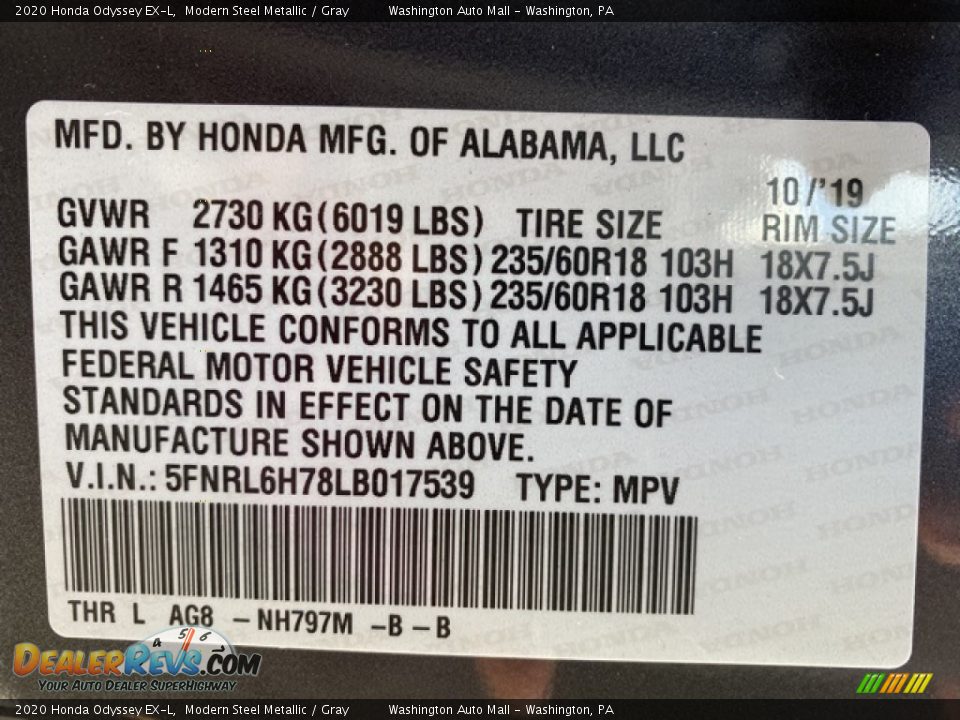 2020 Honda Odyssey EX-L, Modern Steel Metallic / Gray Washington Auto Mall - Washington, PA
MFD. BY HONDA MFG. OF ALABAMA, LLC
10/'19
GVWR 2730 KG(6019 LBS) TIRE SIZE RIM SIZE
GAWR F 1310 KG(2888 LBS) 235/60R18 103H 18X7.5J
GAWR R 1465 KG(3230 LBS) 235/60R18 103H 18X7.5J
THIS VEHICLE CONFORMS TO ALL APPLICABLE
FEDERAL MOTOR VEHICLE SAFETY
STANDARDS IN EFFECT ON THE DATE OF
MANUFACTURE SHOWN ABOVE.
V.I.N.: 5FNRL6H78LB017539 TYPE: MPV
THR L AG8 -NH797M -B-B
4 5 6 7
DEALERREVS.COM
YOUR AUTO DEALER SUPERHIGHWAY
2020 Honda Odyssey EX-L, Modern Steel Metallic / Gray Washington Auto Mall - Washington, PA